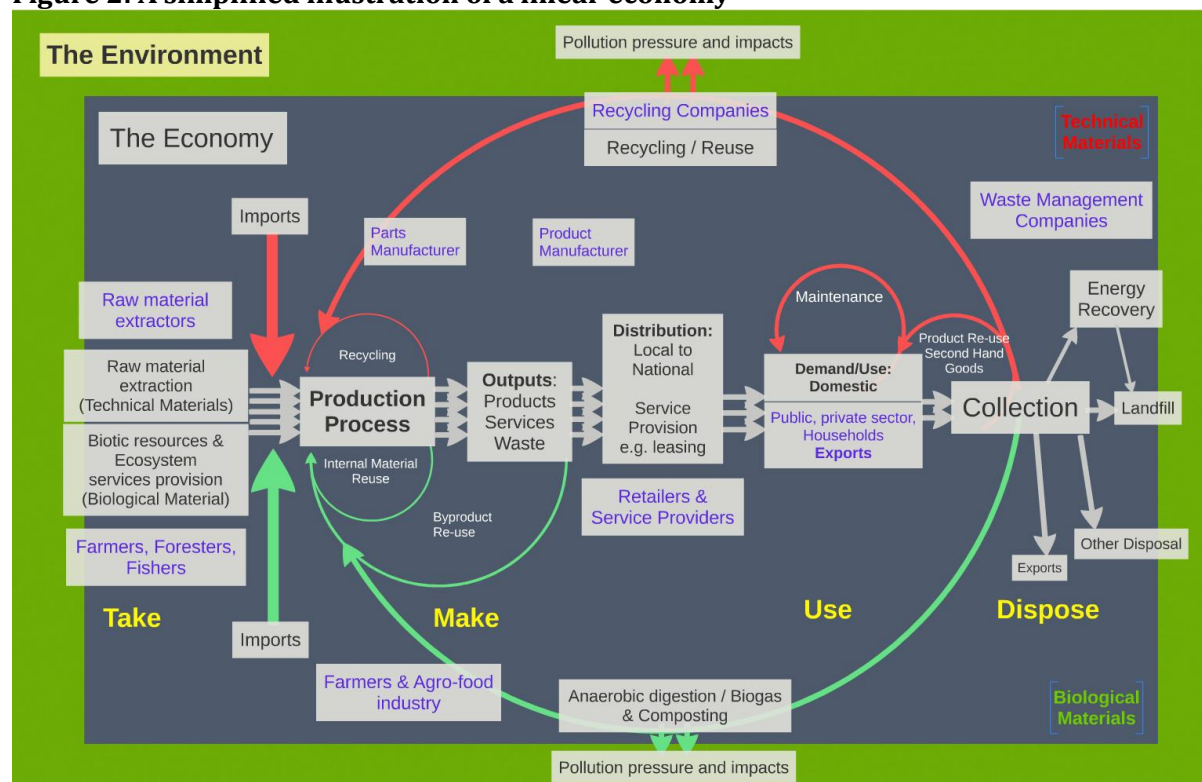 Figure 2: A simplified illustration of a linear economy
The Environment
Pollution pressure and impacts
The Economy
Recycling Companies
Recycling / Reuse
Technical
Materials
Imports
Parts
Manufacturer
Product
Manufacturer
Waste Management
Companies
Raw material
extractors
Maintenance
Energy
Recovery
Raw material
extraction
(Technical Materials)
Biotic resources &
Ecosystem
services provision
(Biological Material)
Recycling
Production
Process
Internal Material
Reuse
Outputs:
Products
Services
Waste
Byproduct
Re-use
Distribution:
Local to
National
Service
Provision
e.g. leasing
Demand/Use:
Domestic
Public, private sector,
Households
Exports
Product Re-use
Second Hand
Goods
Collection
Landfill
Retailers &
Service Providers
Farmers, Foresters,
Fishers
Other Disposal
Exports
Take
Make
Use
Dispose
Imports
Farmers & Agro-food
industry
Anaerobic digestion / Biogas
& Composting
Biological
Materials
Pollution pressure and impacts